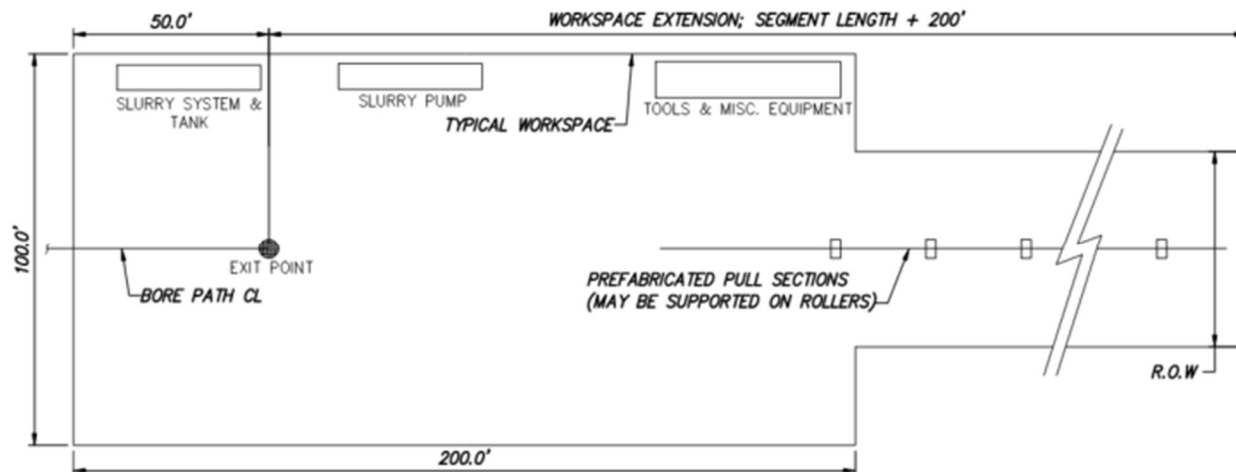 50.0'
WORKSPACE EXTENSION; SEGMENT LENGTH + 200'
SLURRY SYSTEM &
TANK
SLURRY PUMP
TOOLS & MISC. EQUIPMENT
TYPICAL WORKSPACE
100.0'
EXIT POINT
BORE PATH CL
PREFABRICATED PULL SECTIONS
(MAY BE SUPPORTED ON ROLLERS)
R.O.W
200.0'